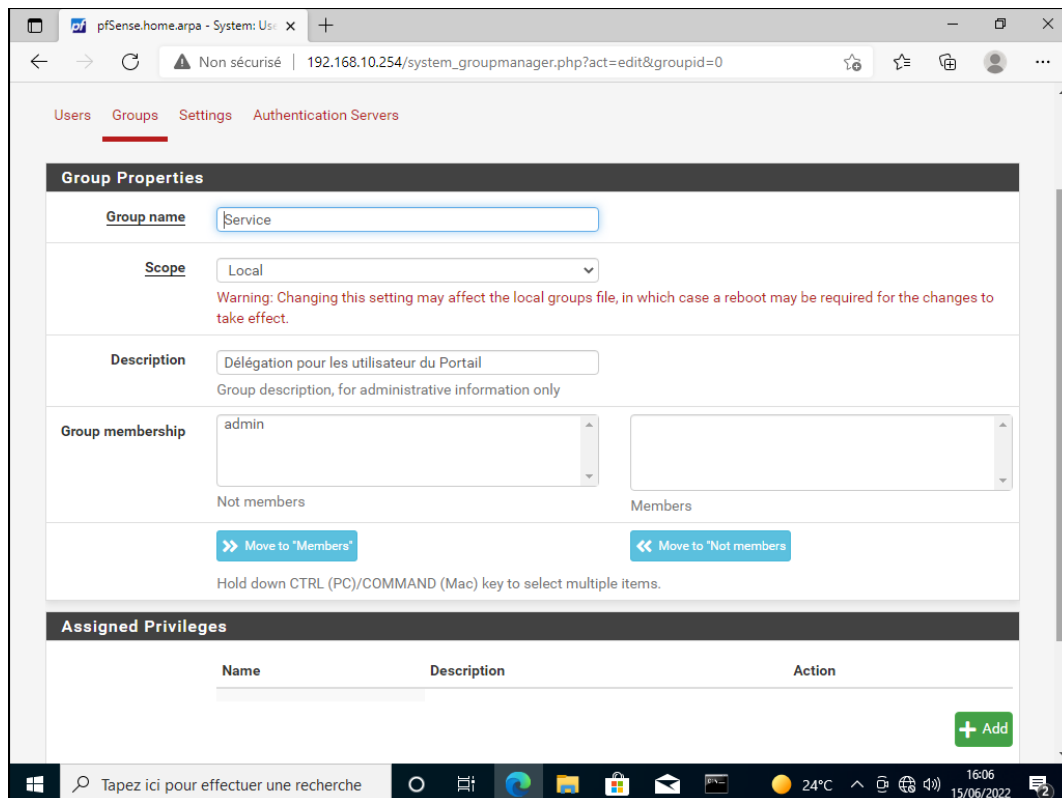 pfSense.home.arpa - System: Use
Non sécurisé | 192.168.10.254/system_groupmanager.php?act=edit&groupid=0
Users Groups Settings Authentication Servers
Group Properties
Group name Service
Scope Local
Warning: Changing this setting may affect the local groups file, in which case a reboot may be required for the changes to
take effect.
Description Délégation pour les utilisateur du Portail
Group description, for administrative information only
Group membership admin
Not members Members
Move to "Members" Move to "Not members
Hold down CTRL (PC)/COMMAND (Mac) key to select multiple items.
Assigned Privileges
Name Description Action
Add
Tapez ici pour effectuer une recherche 24°C 16:06
15/06/2022 2